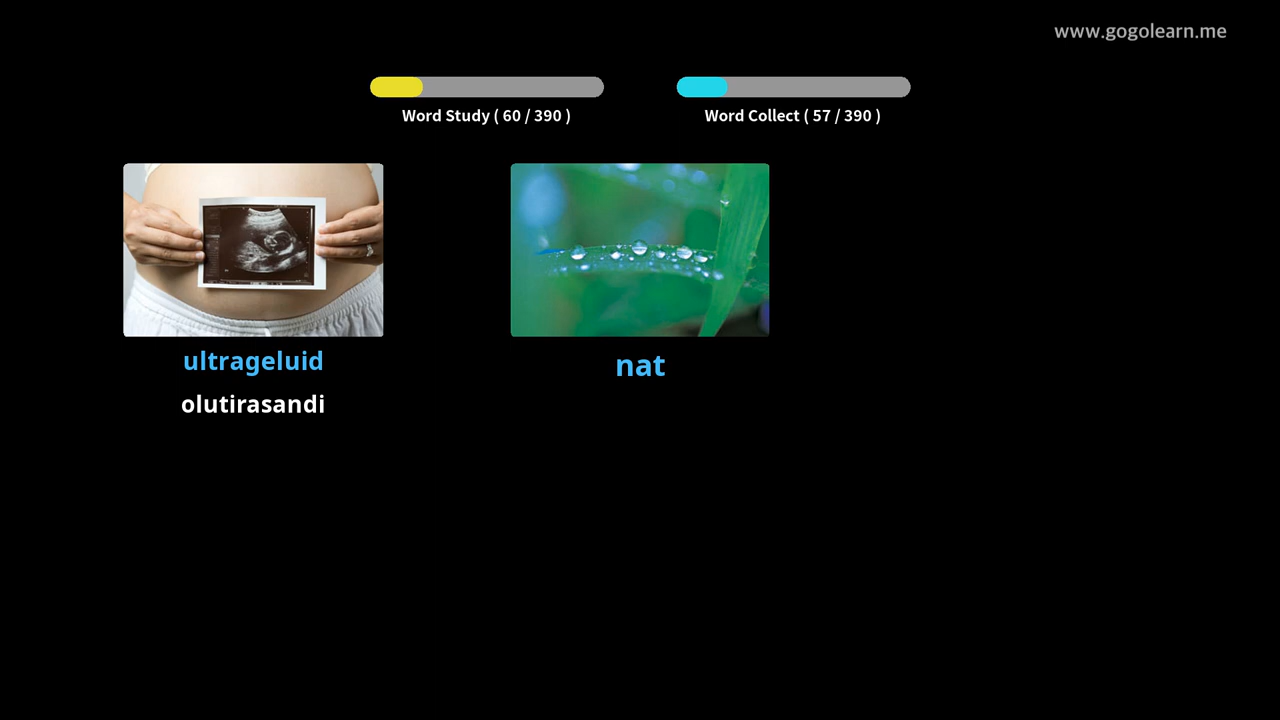 www.gogolearn.me
Word Study ( 60 / 390 )
Word Collect ( 57 / 390 )
ultrageluid
olutirasandi
nat